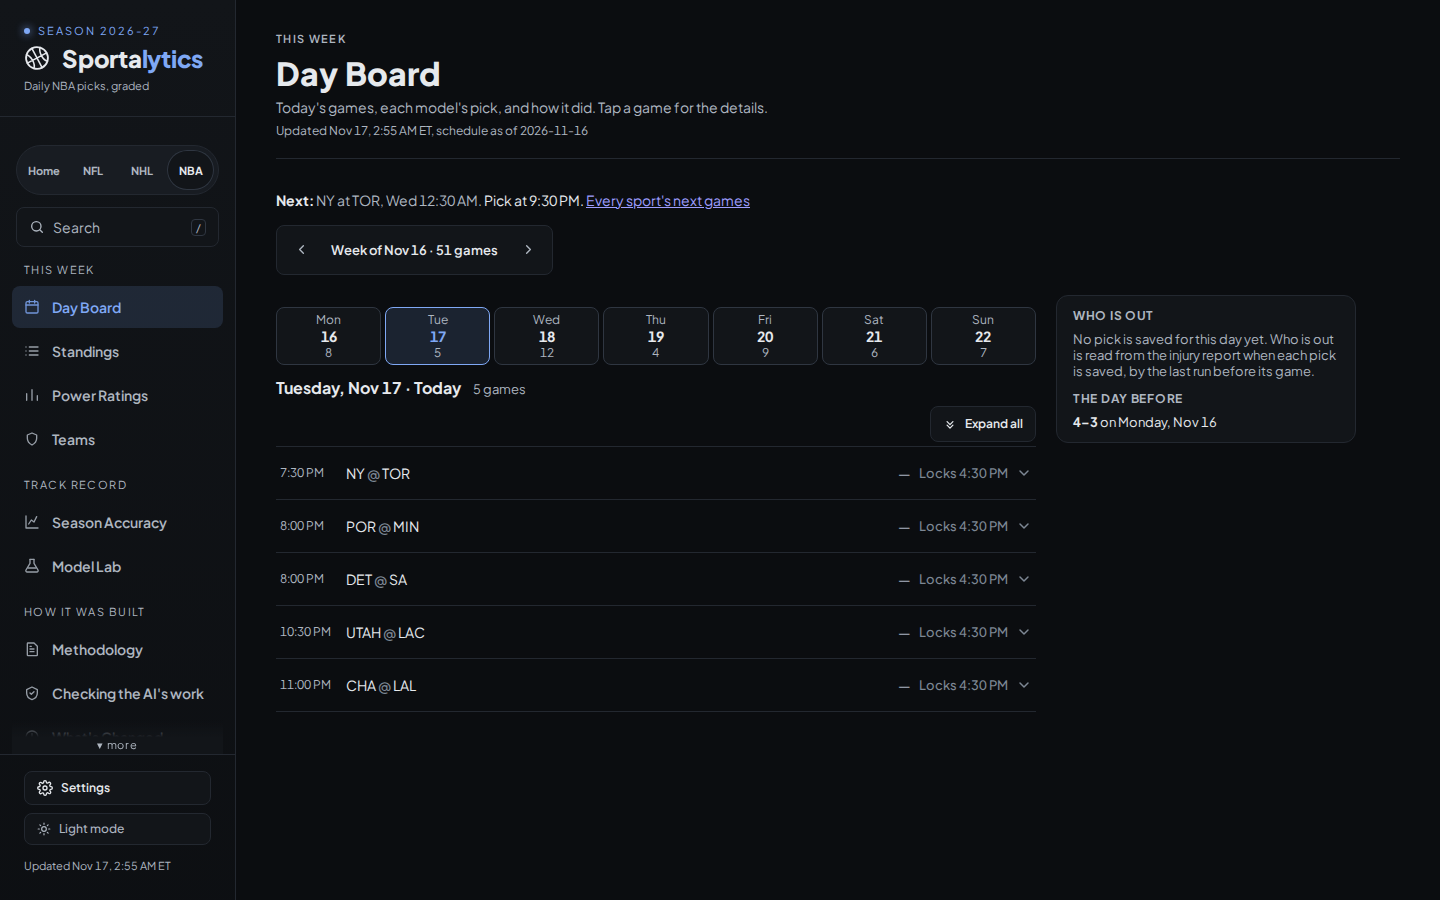 SEASON 2026-27
Sportalytics
Daily NBA picks, graded
Home NFL NHL NBA
Search /
THIS WEEK
Day Board
Standings
Power Ratings
Teams
TRACK RECORD
Season Accuracy
Model Lab
HOW IT WAS BUILT
Methodology
Checking the AI's work
What's Changed
▾ more
Settings
Light mode
Updated Nov 17, 2:55 AM ET
THIS WEEK
Day Board
Today's games, each model's pick, and how it did. Tap a game for the details.
Updated Nov 17, 2:55 AM ET, schedule as of 2026-11-16
Next: NY at TOR, Wed 12:30 AM. Pick at 9:30 PM. Every sport's next games
Week of Nov 16 · 51 games
Mon 16 8
Tue 17 5
Wed 18 12
Thu 19 4
Fri 20 9
Sat 21 6
Sun 22 7
Tuesday, Nov 17 · Today 5 games
Expand all
7:30 PM NY @ TOR — Locks 4:30 PM
8:00 PM POR @ MIN — Locks 4:30 PM
8:00 PM DET @ SA — Locks 4:30 PM
10:30 PM UTAH @ LAC — Locks 4:30 PM
11:00 PM CHA @ LAL — Locks 4:30 PM
WHO IS OUT
No pick is saved for this day yet. Who is out
is read from the injury report when each pick
is saved, by the last run before its game.
THE DAY BEFORE
4–3 on Monday, Nov 16